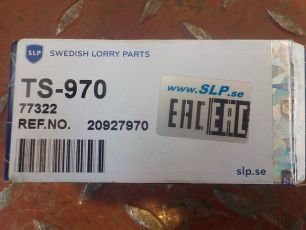 SLP
SWEDISH LORRY PARTS
TS-970
77322
REF.NO. 20927970
www.SLP.se
EAC EAC
slp.se